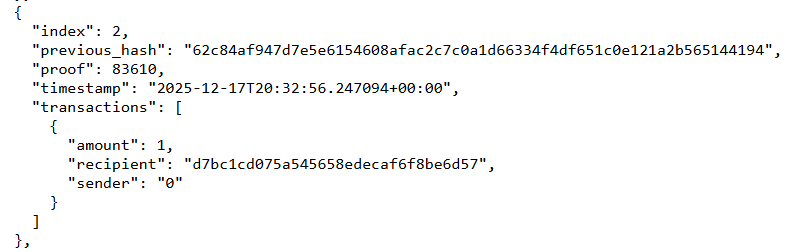 {
"index": 2,
"previous_hash": "62c84af947d7e5e6154608afac2c7c0a1d66334f4df651c0e121a2b565144194",
"proof": 83610,
"timestamp": "2025-12-17T20:32:56.247094+00:00",
"transactions": [
{
"amount": 1,
"recipient": "d7bc1cd075a545658edecaf6f8be6d57",
"sender": "0"
}
]
},